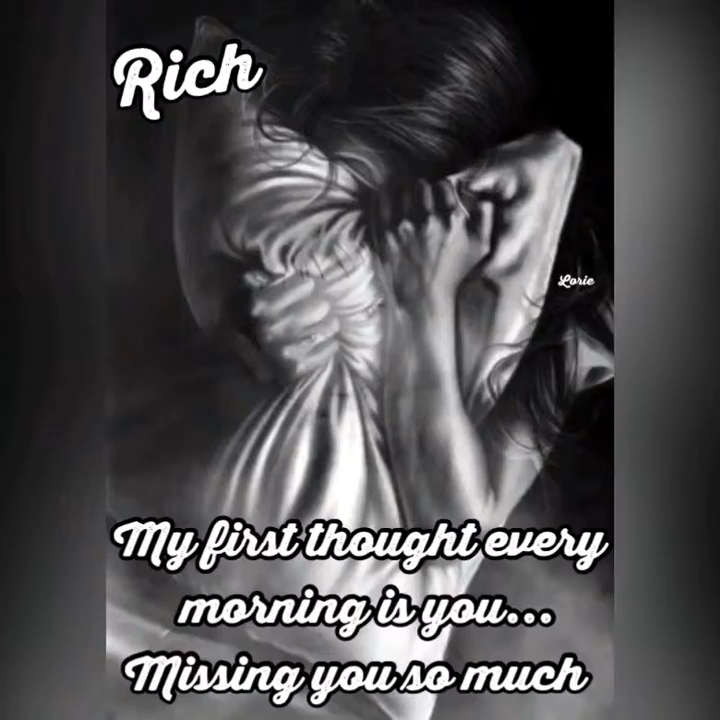 Rich
Lorie
My first thought every
morning is you...
Missing you so much